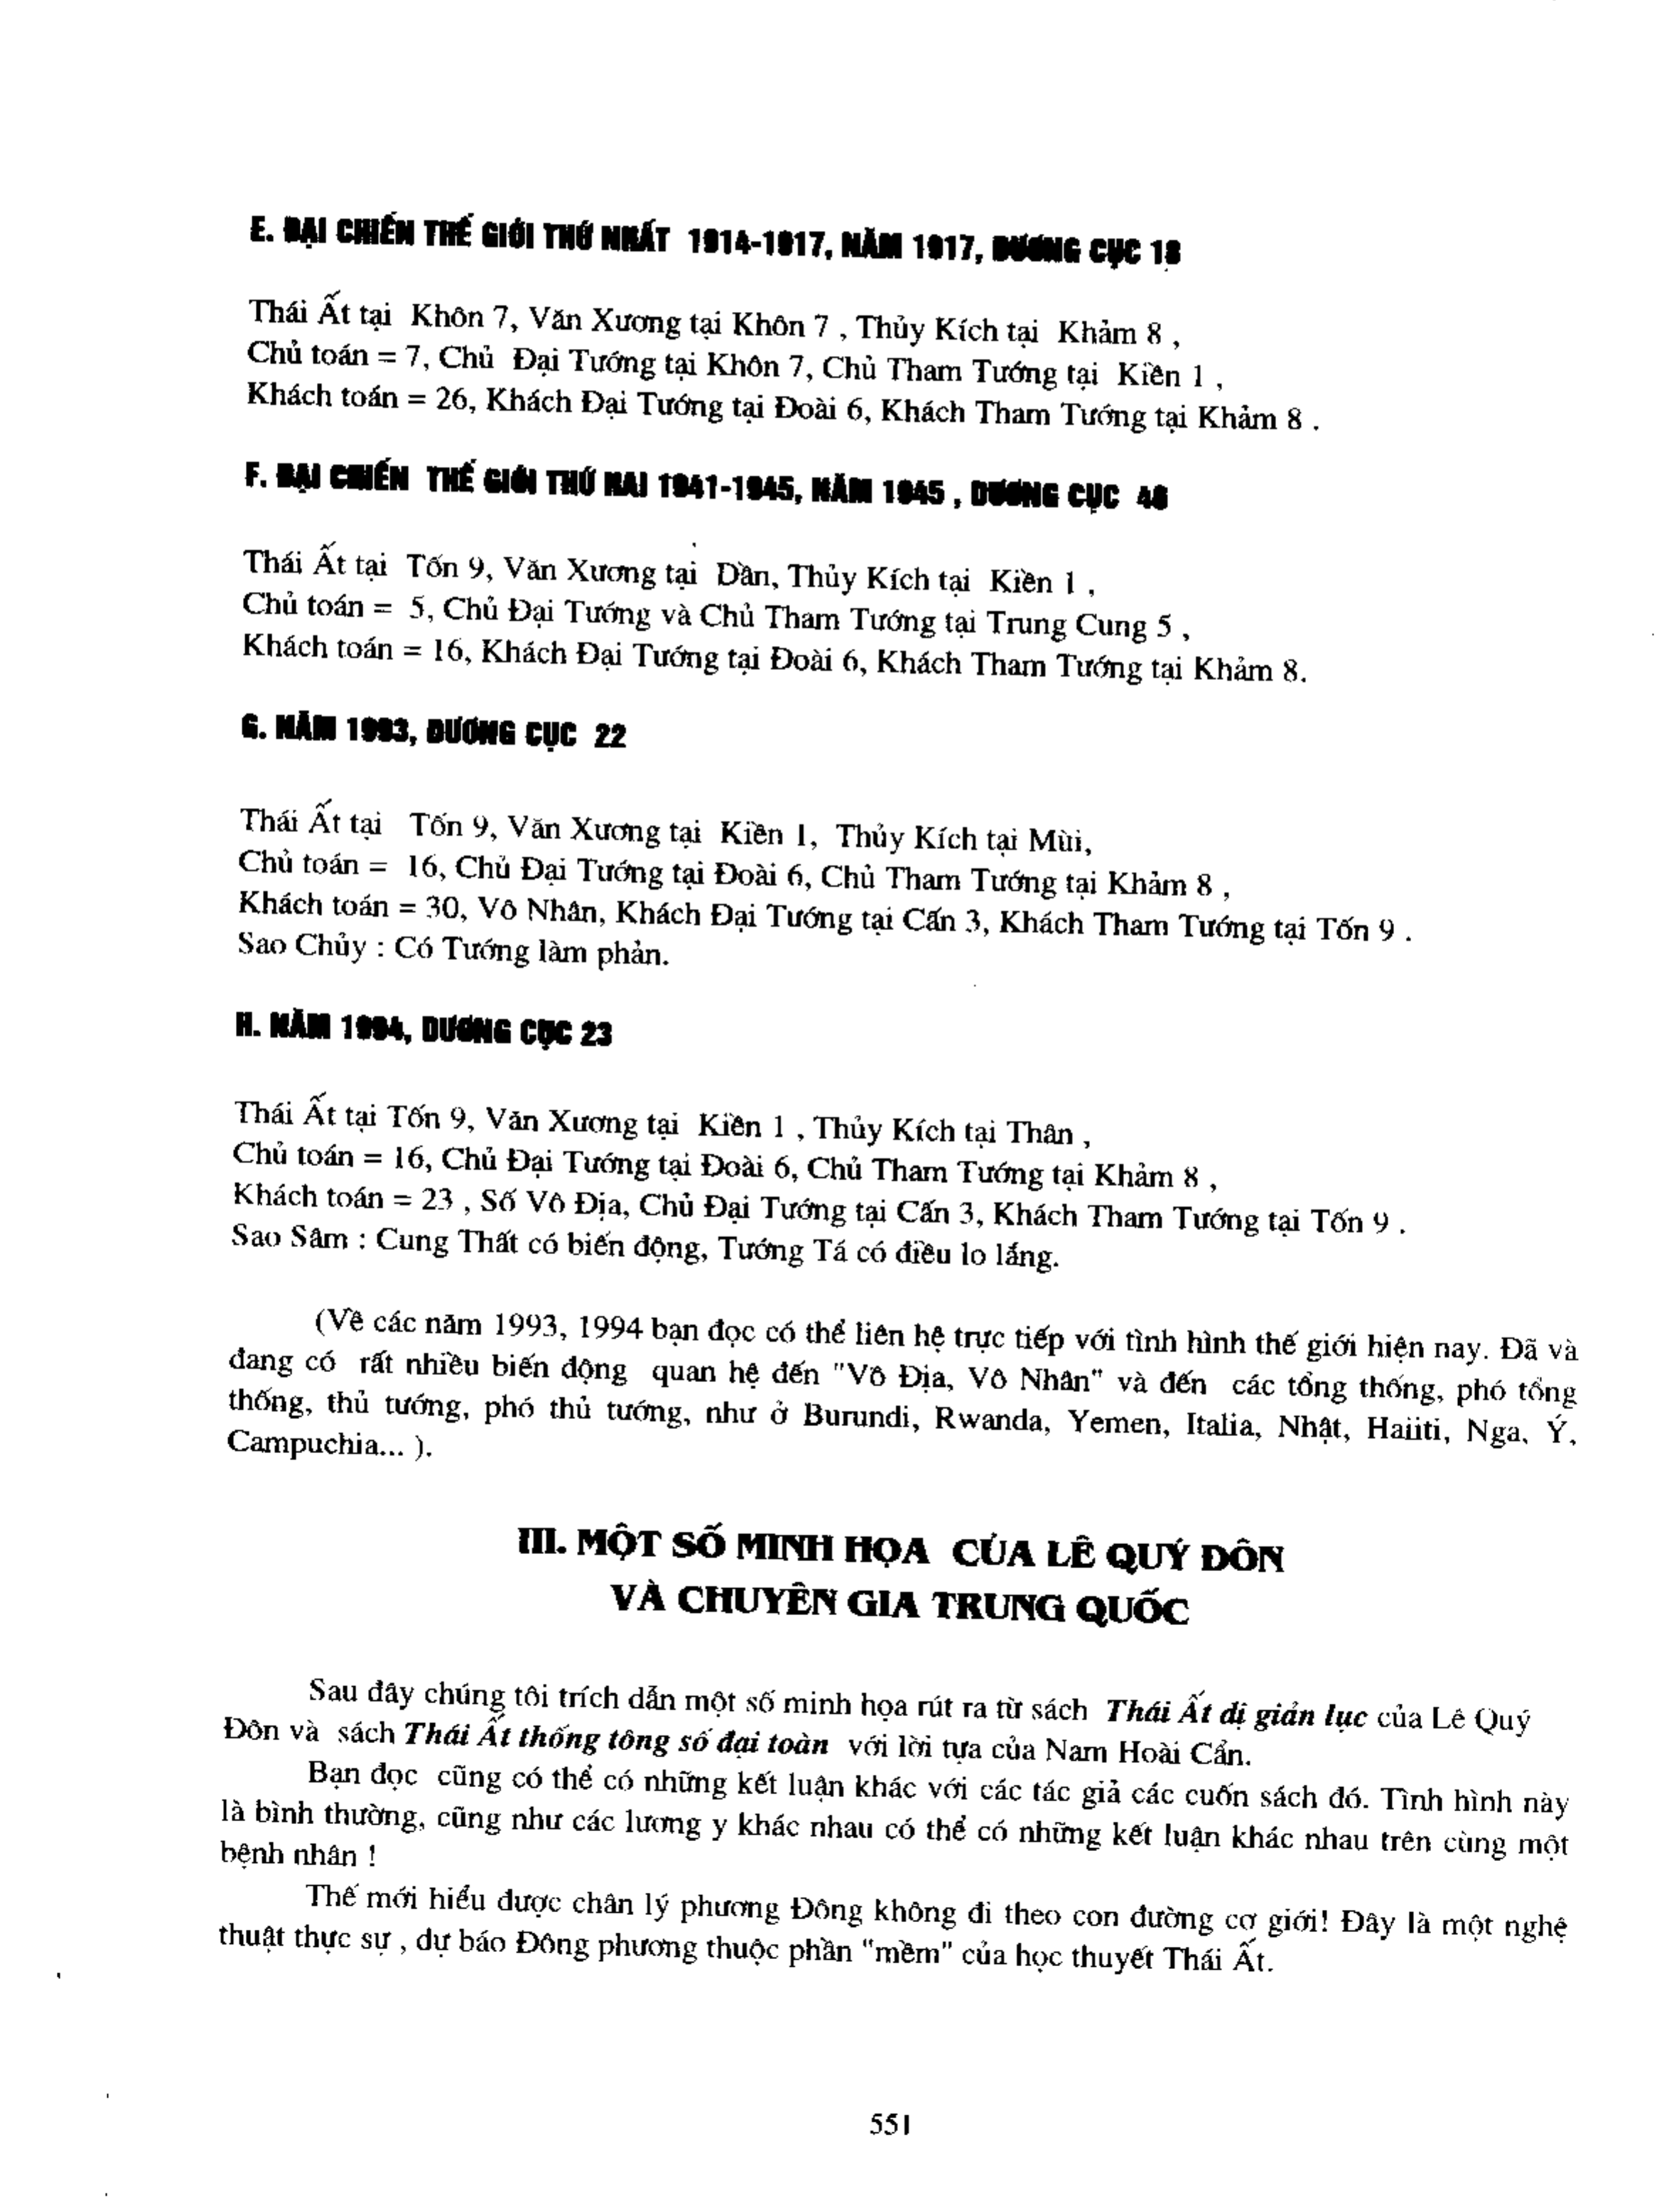 E. ĐẠI CHIẾN THẾ GIỚI THỨ NHẤT 1914-1917, NĂM 1917, DƯƠNG CỤC 18
Thái Ất tại Khôn 7, Văn Xương tại Khôn 7 , Thủy Kích tại Khảm 8 ,
Chủ toán = 7, Chủ Đại Tướng tại Khôn 7, Chủ Tham Tướng tại Kiền 1 ,
Khách toán = 26, Khách Đại Tướng tại Đoài 6, Khách Tham Tướng tại Khảm 8 .
F. ĐẠI CHIẾN THẾ GIỚI THỨ HAI 1941-1945, NĂM 1945 , DƯƠNG CỤC 46
Thái Ất tại Tốn 9, Văn Xương tại Dần, Thủy Kích tại Kiền 1 ,
Chủ toán = 5, Chủ Đại Tướng và Chủ Tham Tướng tại Trung Cung 5 ,
Khách toán = 16, Khách Đại Tướng tại Đoài 6, Khách Tham Tướng tại Khảm 8.
G. NĂM 1993, DƯƠNG CỤC 22
Thái Ất tại Tốn 9, Văn Xương tại Kiền 1, Thủy Kích tại Mùi,
Chủ toán = 16, Chủ Đại Tướng tại Đoài 6, Chủ Tham Tướng tại Khảm 8 ,
Khách toán = 30, Vô Nhân, Khách Đại Tướng tại Cấn 3, Khách Tham Tướng tại Tốn 9 .
Sao Chủy : Có Tướng làm phản.
H. NĂM 1994, DƯƠNG CỤC 23
Thái Ất tại Tốn 9, Văn Xương tại Kiền 1 , Thủy Kích tại Thân ,
Chủ toán = 16, Chủ Đại Tướng tại Đoài 6, Chủ Tham Tướng tại Khảm 8 ,
Khách toán = 23 , Số Vô Địa, Chủ Đại Tướng tại Cấn 3, Khách Tham Tướng tại Tốn 9 .
Sao Sâm : Cung Thất có biến động, Tướng Tá có điều lo lắng.
(Về các năm 1993, 1994 bạn đọc có thể liên hệ trực tiếp với tình hình thế giới hiện nay. Đã và
đang có rất nhiều biến động quan hệ đến "Vô Địa, Vô Nhân" và đến các tổng thống, phó tổng
thống, thủ tướng, phó thủ tướng, như ở Burundi, Rwanda, Yemen, Italia, Nhật, Haiiti, Nga, Ý,
Campuchia... ).
III. MỘT SỐ MINH HỌA CỦA LÊ QUÝ ĐÔN
VÀ CHUYÊN GIA TRUNG QUỐC
Sau đây chúng tôi trích dẫn một số minh họa rút ra từ sách Thái Ất dị giản lục của Lê Quý
Đôn và sách Thái Ất thống tông số đại toàn với lời tựa của Nam Hoài Cẩn.
Bạn đọc cũng có thể có những kết luận khác với các tác giả các cuốn sách đó. Tình hình này
là bình thường, cũng như các lương y khác nhau có thể có những kết luận khác nhau trên cùng một
bệnh nhân !
Thế mới hiểu được chân lý phương Đông không đi theo con đường cơ giới! Đây là một nghệ
thuật thực sự , dự báo Đông phương thuộc phần "mềm" của học thuyết Thái Ất.
551